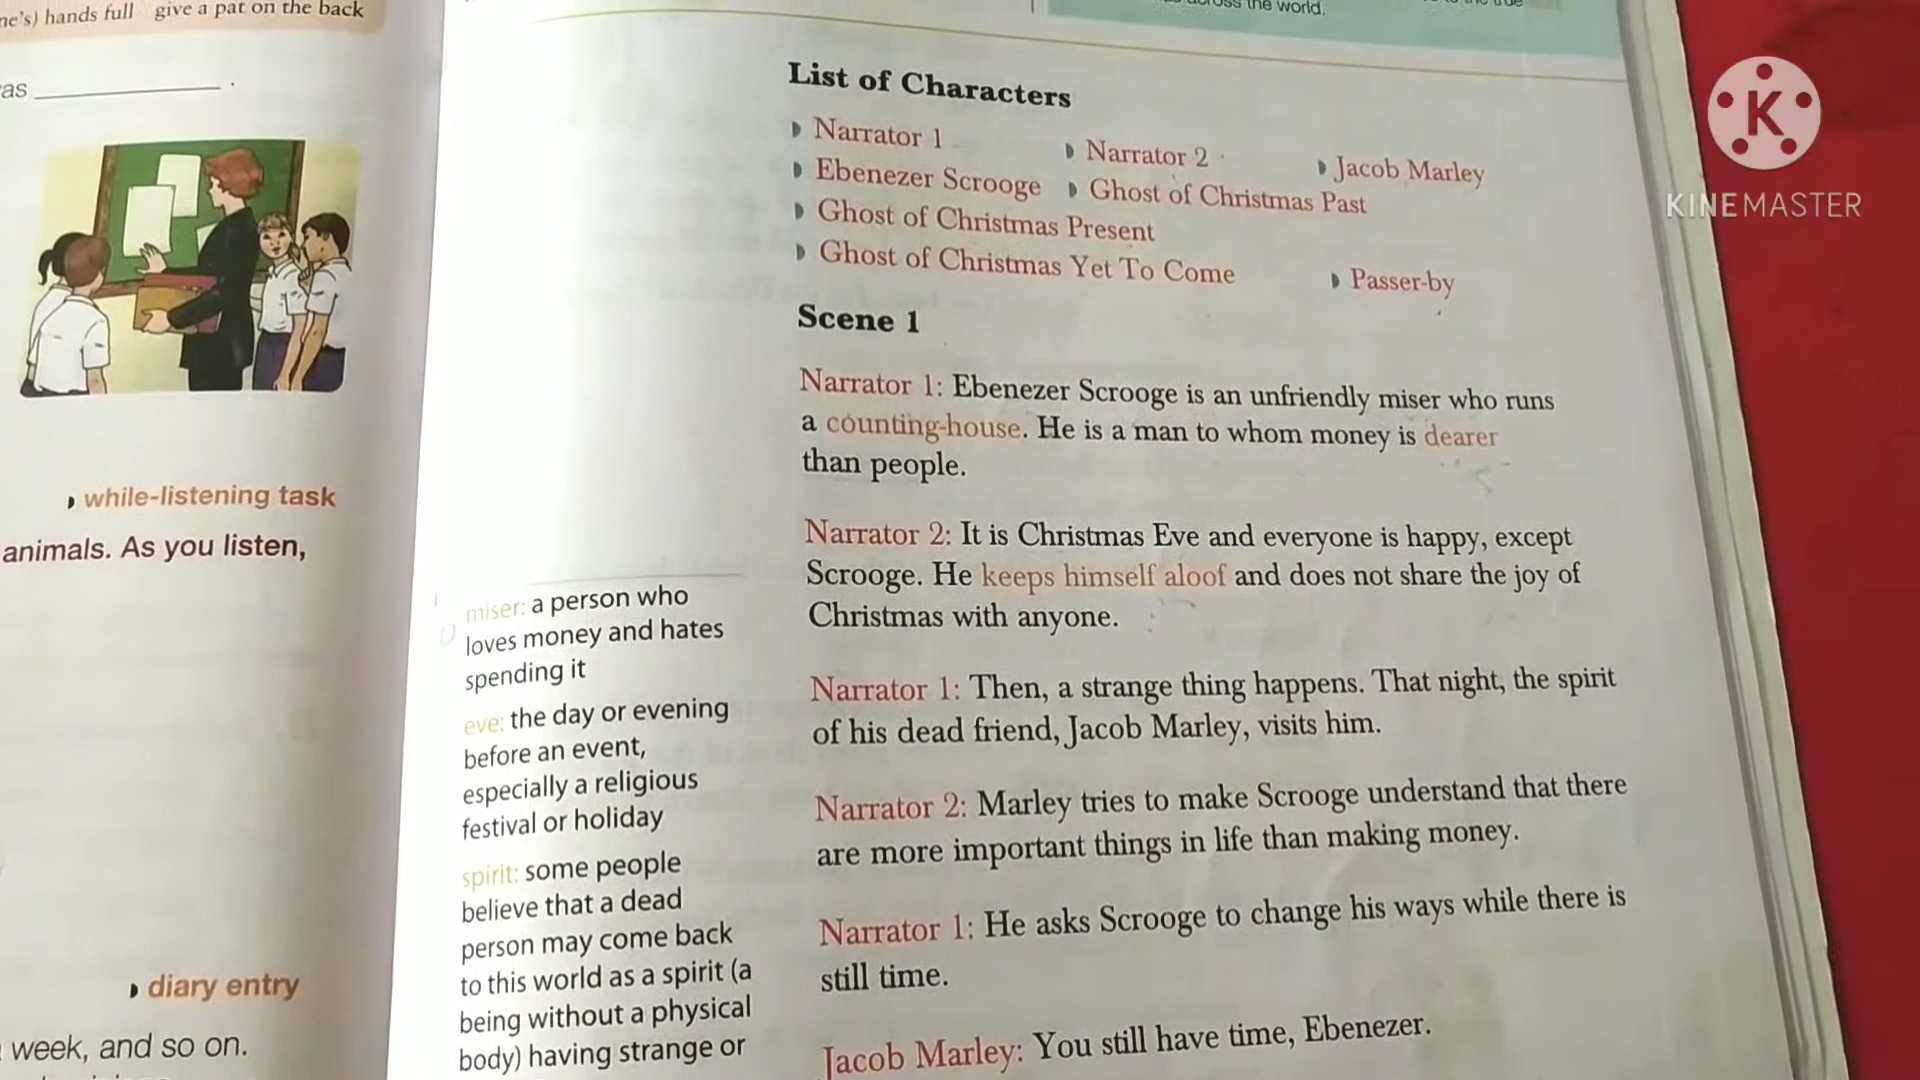 ne's) hands full give a pat on the back
as
while-listening task
animals. As you listen,
diary entry
week, and so on.
across the world.
List of Characters
Narrator 1 Narrator 2 Jacob Marley
Ebenezer Scrooge Ghost of Christmas Past
Ghost of Christmas Present
Ghost of Christmas Yet To Come Passer-by
Scene 1
Narrator 1: Ebenezer Scrooge is an unfriendly miser who runs
a counting-house. He is a man to whom money is dearer
than people.
Narrator 2: It is Christmas Eve and everyone is happy, except
Scrooge. He keeps himself aloof and does not share the joy of
Christmas with anyone.
Narrator 1: Then, a strange thing happens. That night, the spirit
of his dead friend, Jacob Marley, visits him.
Narrator 2: Marley tries to make Scrooge understand that there
are more important things in life than making money.
Narrator 1: He asks Scrooge to change his ways while there is
still time.
Jacob Marley: You still have time, Ebenezer.
miser: a person who
loves money and hates
spending it
eve: the day or evening
before an event,
especially a religious
festival or holiday
spirit: some people
believe that a dead
person may come back
to this world as a spirit (a
being without a physical
body) having strange or
K
KINEMASTER